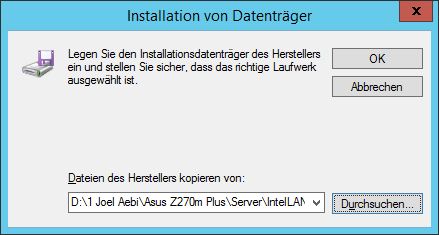 Installation von Datenträger
x
Legen Sie den Installationsdatenträger des Herstellers
ein und stellen Sie sicher, dass das richtige Laufwerk
ausgewählt ist.
OK
Abbrechen
Dateien des Herstellers kopieren von:
D:\1 Joel Aebi\Asus Z270m Plus\Server\IntelLAN
Durchsuchen...